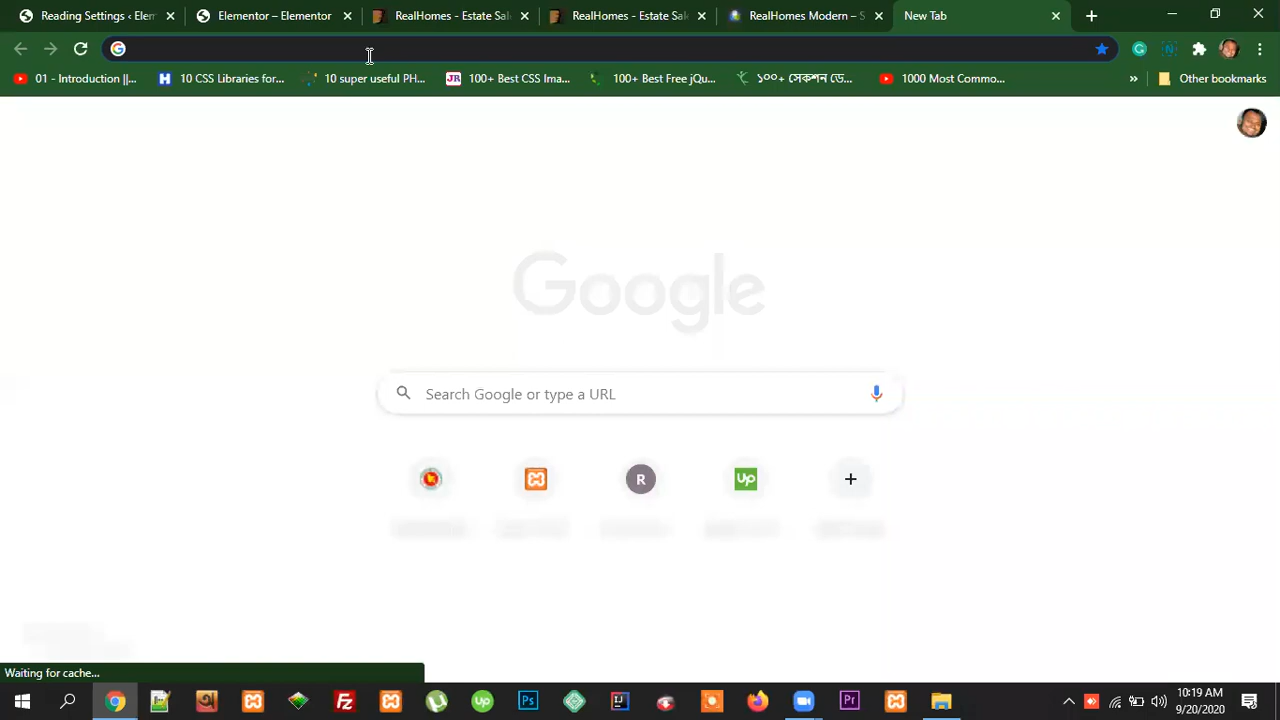 Reading Settings ‹ Elem
Elementor – Elementor
RealHomes - Estate Sal
RealHomes - Estate Sal
RealHomes Modern – S
New Tab
01 - Introduction ||...
10 CSS Libraries for...
10 super useful PH...
JR
100+ Best CSS Ima...
100+ Best Free jQu...
১০০+ সেকশন ডে...
1000 Most Commo...
»
Other bookmarks
Google
Search Google or type a URL
R
Up
Waiting for cache...
10:19 AM
9/20/2020